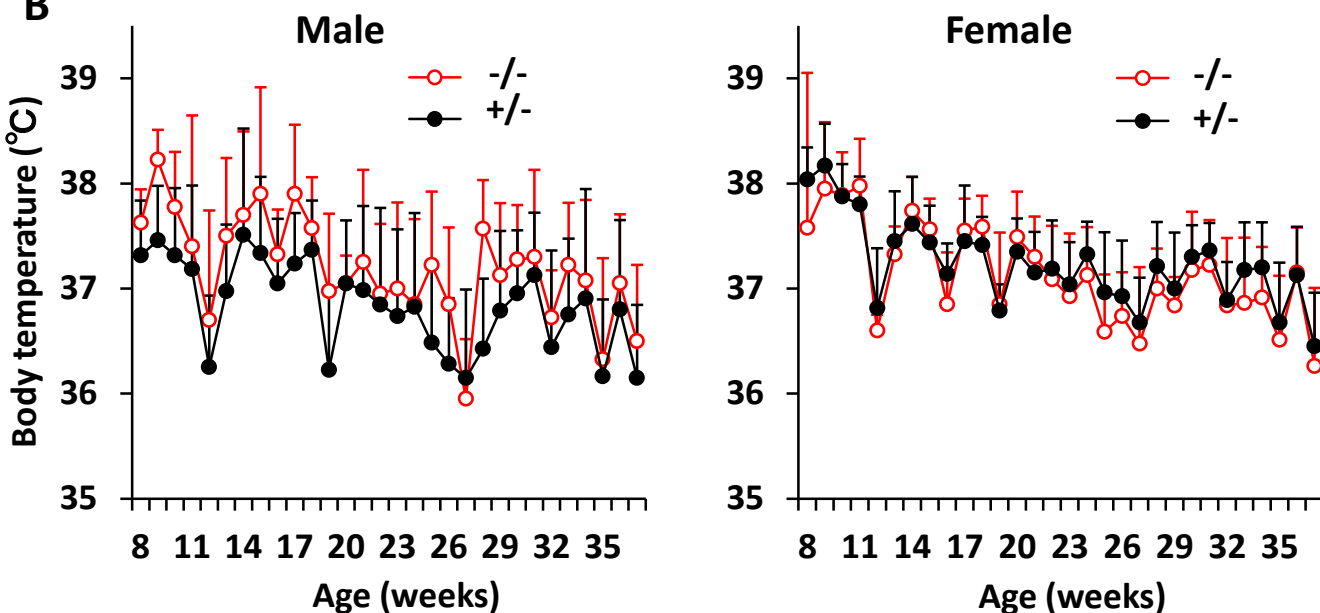 B
Male
Female
-/-
+/-
-/-
+/-
Body temperature (℃)
39
38
37
36
35
39
38
37
36
35
8 11 14 17 20 23 26 29 32 35
8 11 14 17 20 23 26 29 32 35
Age (weeks)
Age (weeks)